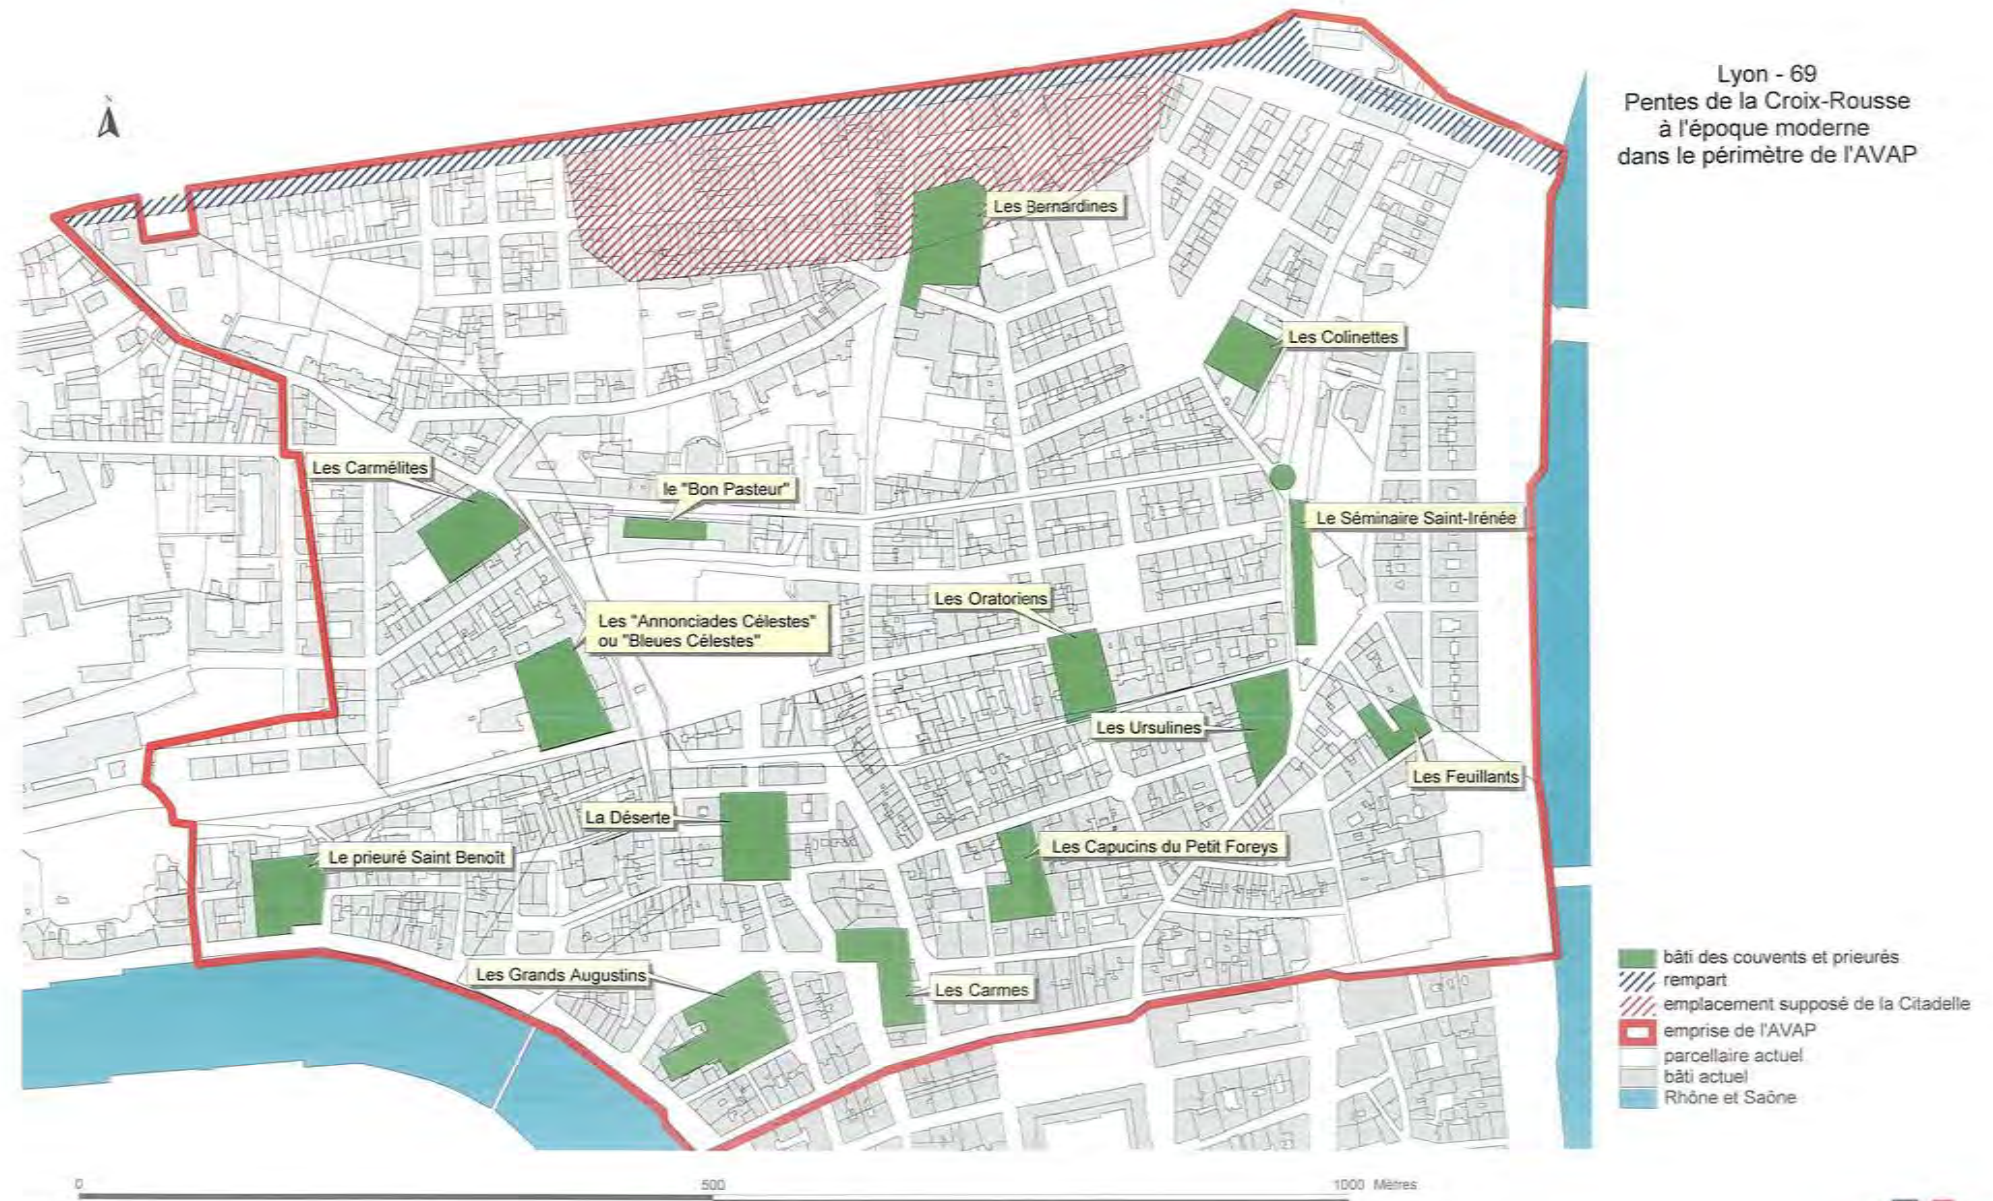 Lyon - 69
Pentes de la Croix-Rousse
à l'époque moderne
dans le périmètre de l'AVAP
N
Les Bernardines
Les Colinettes
Les Carmélites
le "Bon Pasteur"
Le Séminaire Saint-Irénée
Les Oratoriens
Les "Annonciades Célestes"
ou "Bleues Célestes"
Les Ursulines
Les Feuillants
La Déserte
Les Capucins du Petit Foreys
Le prieuré Saint Benoît
Les Grands Augustins
Les Carmes
bâti des couvents et prieurés
rempart
emplacement supposé de la Citadelle
emprise de l'AVAP
parcellaire actuel
bâti actuel
Rhône et Saône
0 500 1000 Mètres